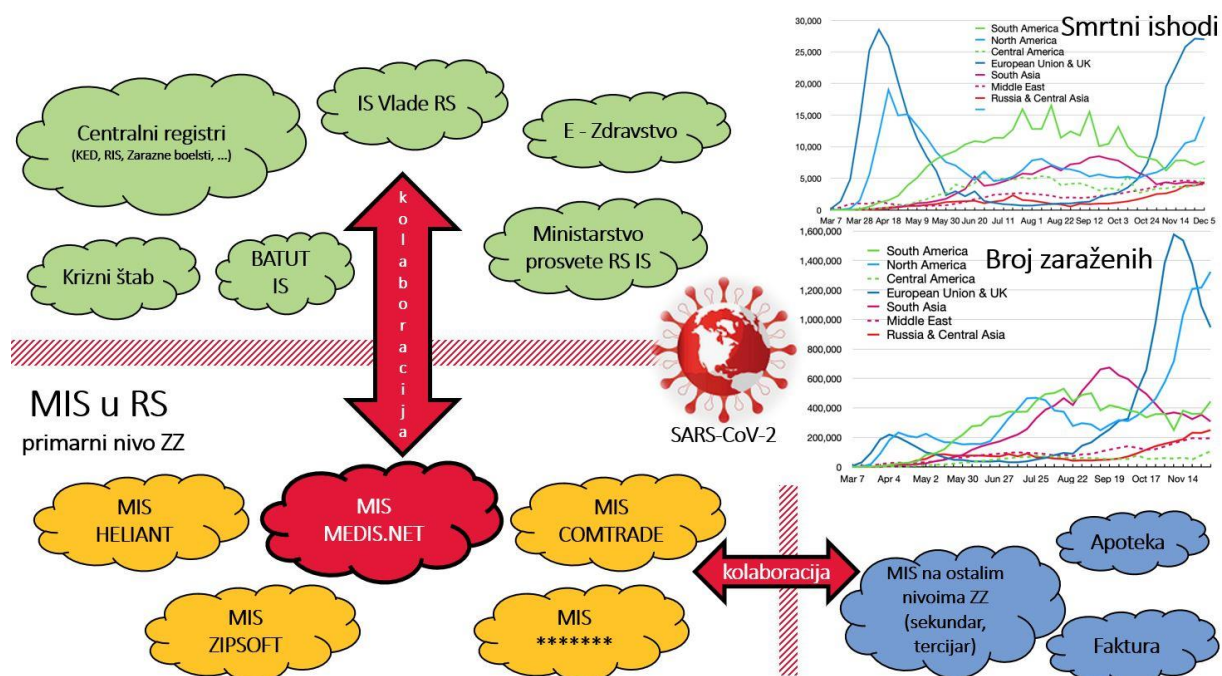 Centralni registri
(KED, RIS, Zarazne boelsti, ...)
IS Vlade RS
E - Zdravstvo
Krizni štab
BATUT
IS
Ministarstvo
prosvete RS IS
kolaboracija
SARS-CoV-2
MIS u RS
primarni nivo ZZ
MIS
HELIANT
MIS
MEDIS.NET
MIS
COMTRADE
MIS
ZIPSOFT
MIS
*******
kolaboracija
MIS na ostalim
nivoima ZZ
(sekundar,
tercijar)
Apoteka
Faktura
Smrtni ishodi
30,000
25,000
20,000
15,000
10,000
5,000
0
South America
North America
Central America
European Union & UK
South Asia
Middle East
Russia & Central Asia
Mar 7 Mar 28 Apr 18 May 9 May 30 Jun 20 Jul 11 Aug 1 Aug 22 Sep 12 Oct 3 Oct 24 Nov 14 Dec 5
Broj zaraženih
1,600,000
1,400,000
1,200,000
1,000,000
800,000
600,000
400,000
200,000
0
South America
North America
Central America
European Union & UK
South Asia
Middle East
Russia & Central Asia
Mar 7 Apr 4 May 2 May 30 Jun 27 Jul 25 Aug 22 Sep 19 Oct 17 Nov 14